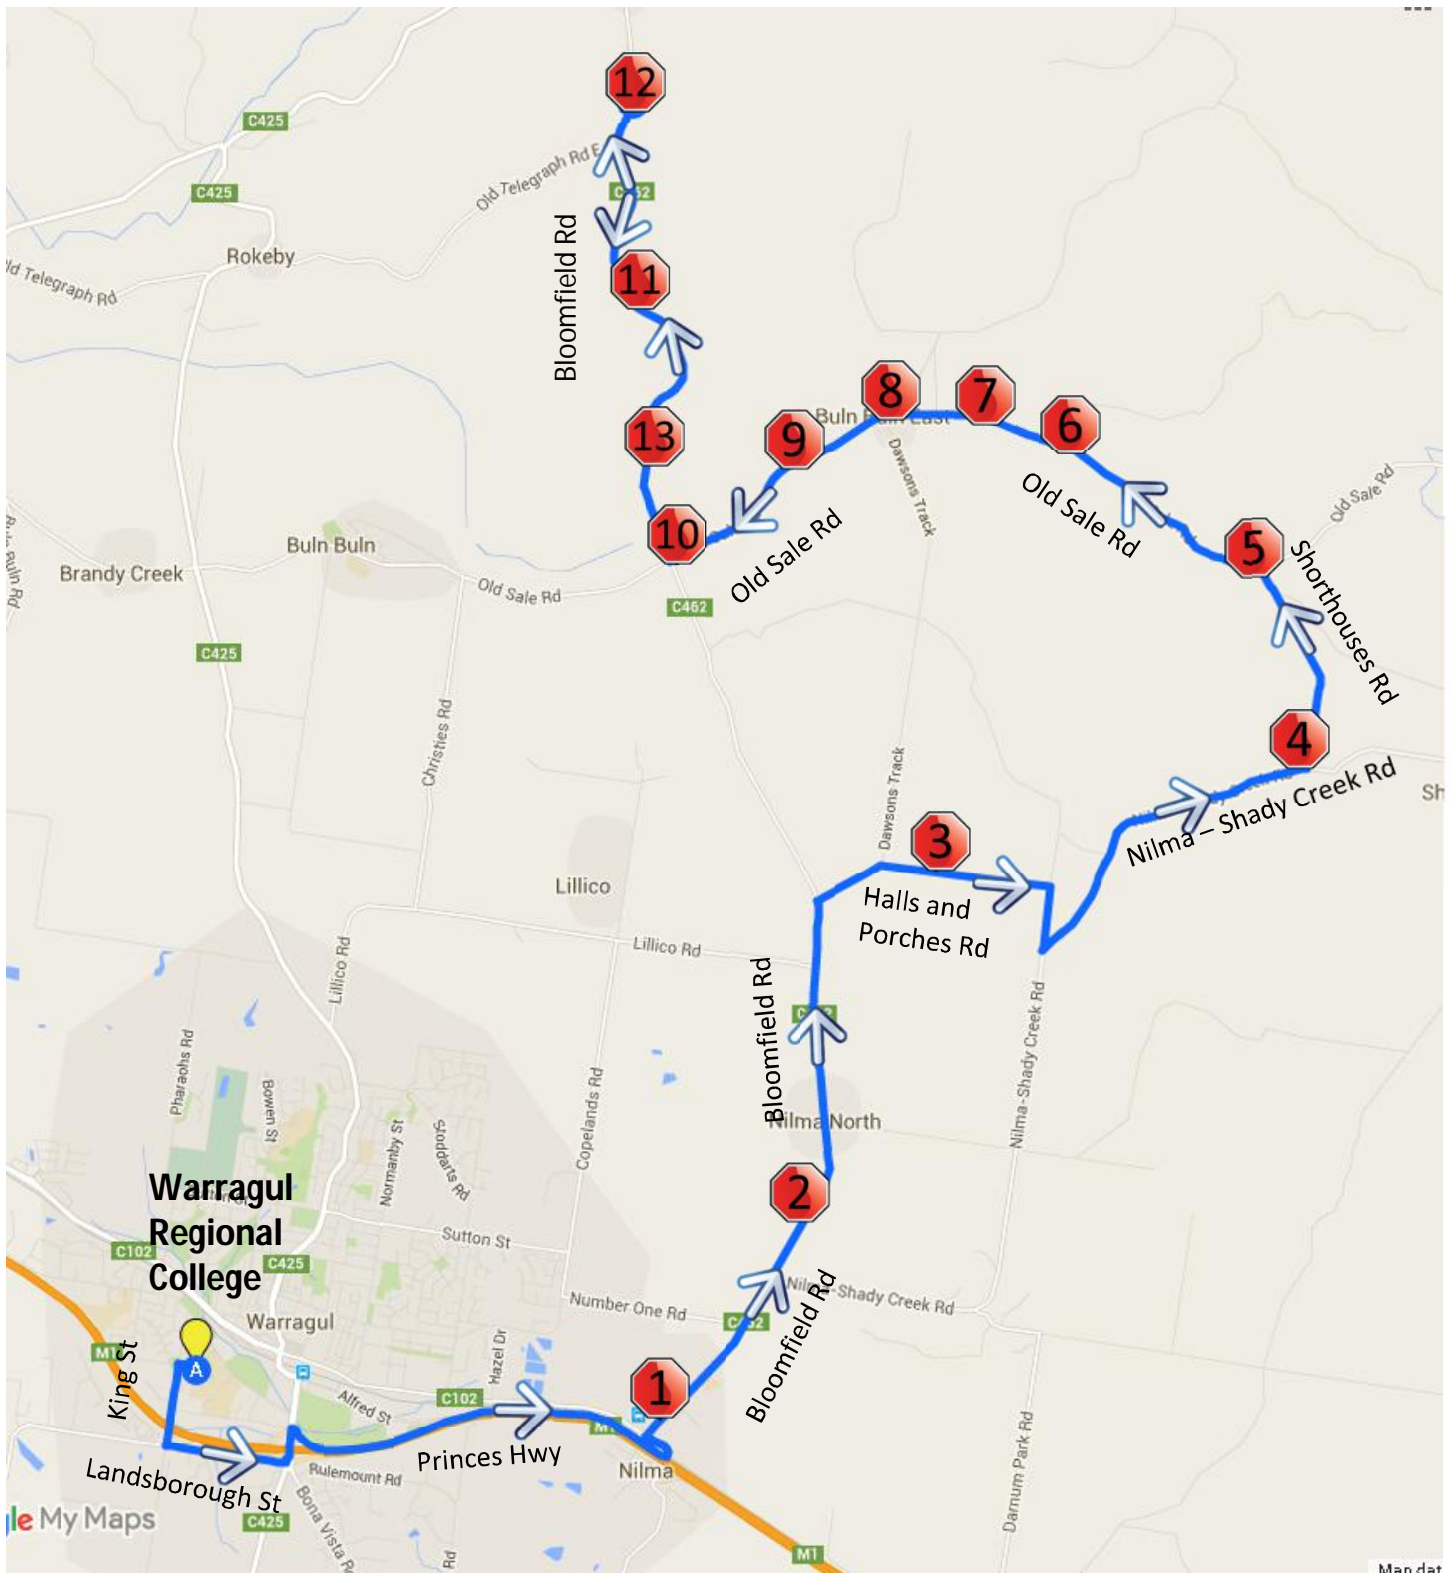 12
C425
Old Telegraph Rd E
C425
Bloomfield Rd
Rokeby
11
8
7
6
13
9
Dawsons Track
Old Sale Rd
Old Sale Rd
10
5
Shorthouses Rd
Buln Buln
Brandy Creek
Old Sale Rd
Old Sale Rd
C462
C425
Christies Rd
4
Nilma – Shady Creek Rd
Dawsons Track
3
Halls and
Porches Rd
Lillico
Lillico Rd
Lillico Rd
Bloomfield Rd
Nilma-Shady Creek Rd
Pharaohs Rd
Bowen St
Normanby St
Stoddarts Rd
Copelands Rd
Nilma North
2
Warragul
Regional
College
C102
C425
Sutton St
Nilma-Shady Creek Rd
Number One Rd
Warragul
King St
A
Hazel Dr
Alfred St
C102
1
Bloomfield Rd
Princes Hwy
Nilma
Landsborough St
Rulemount Rd
Bona Vista
C425
Rd
Darnum Park Rd
M1
le My Maps
Map dat